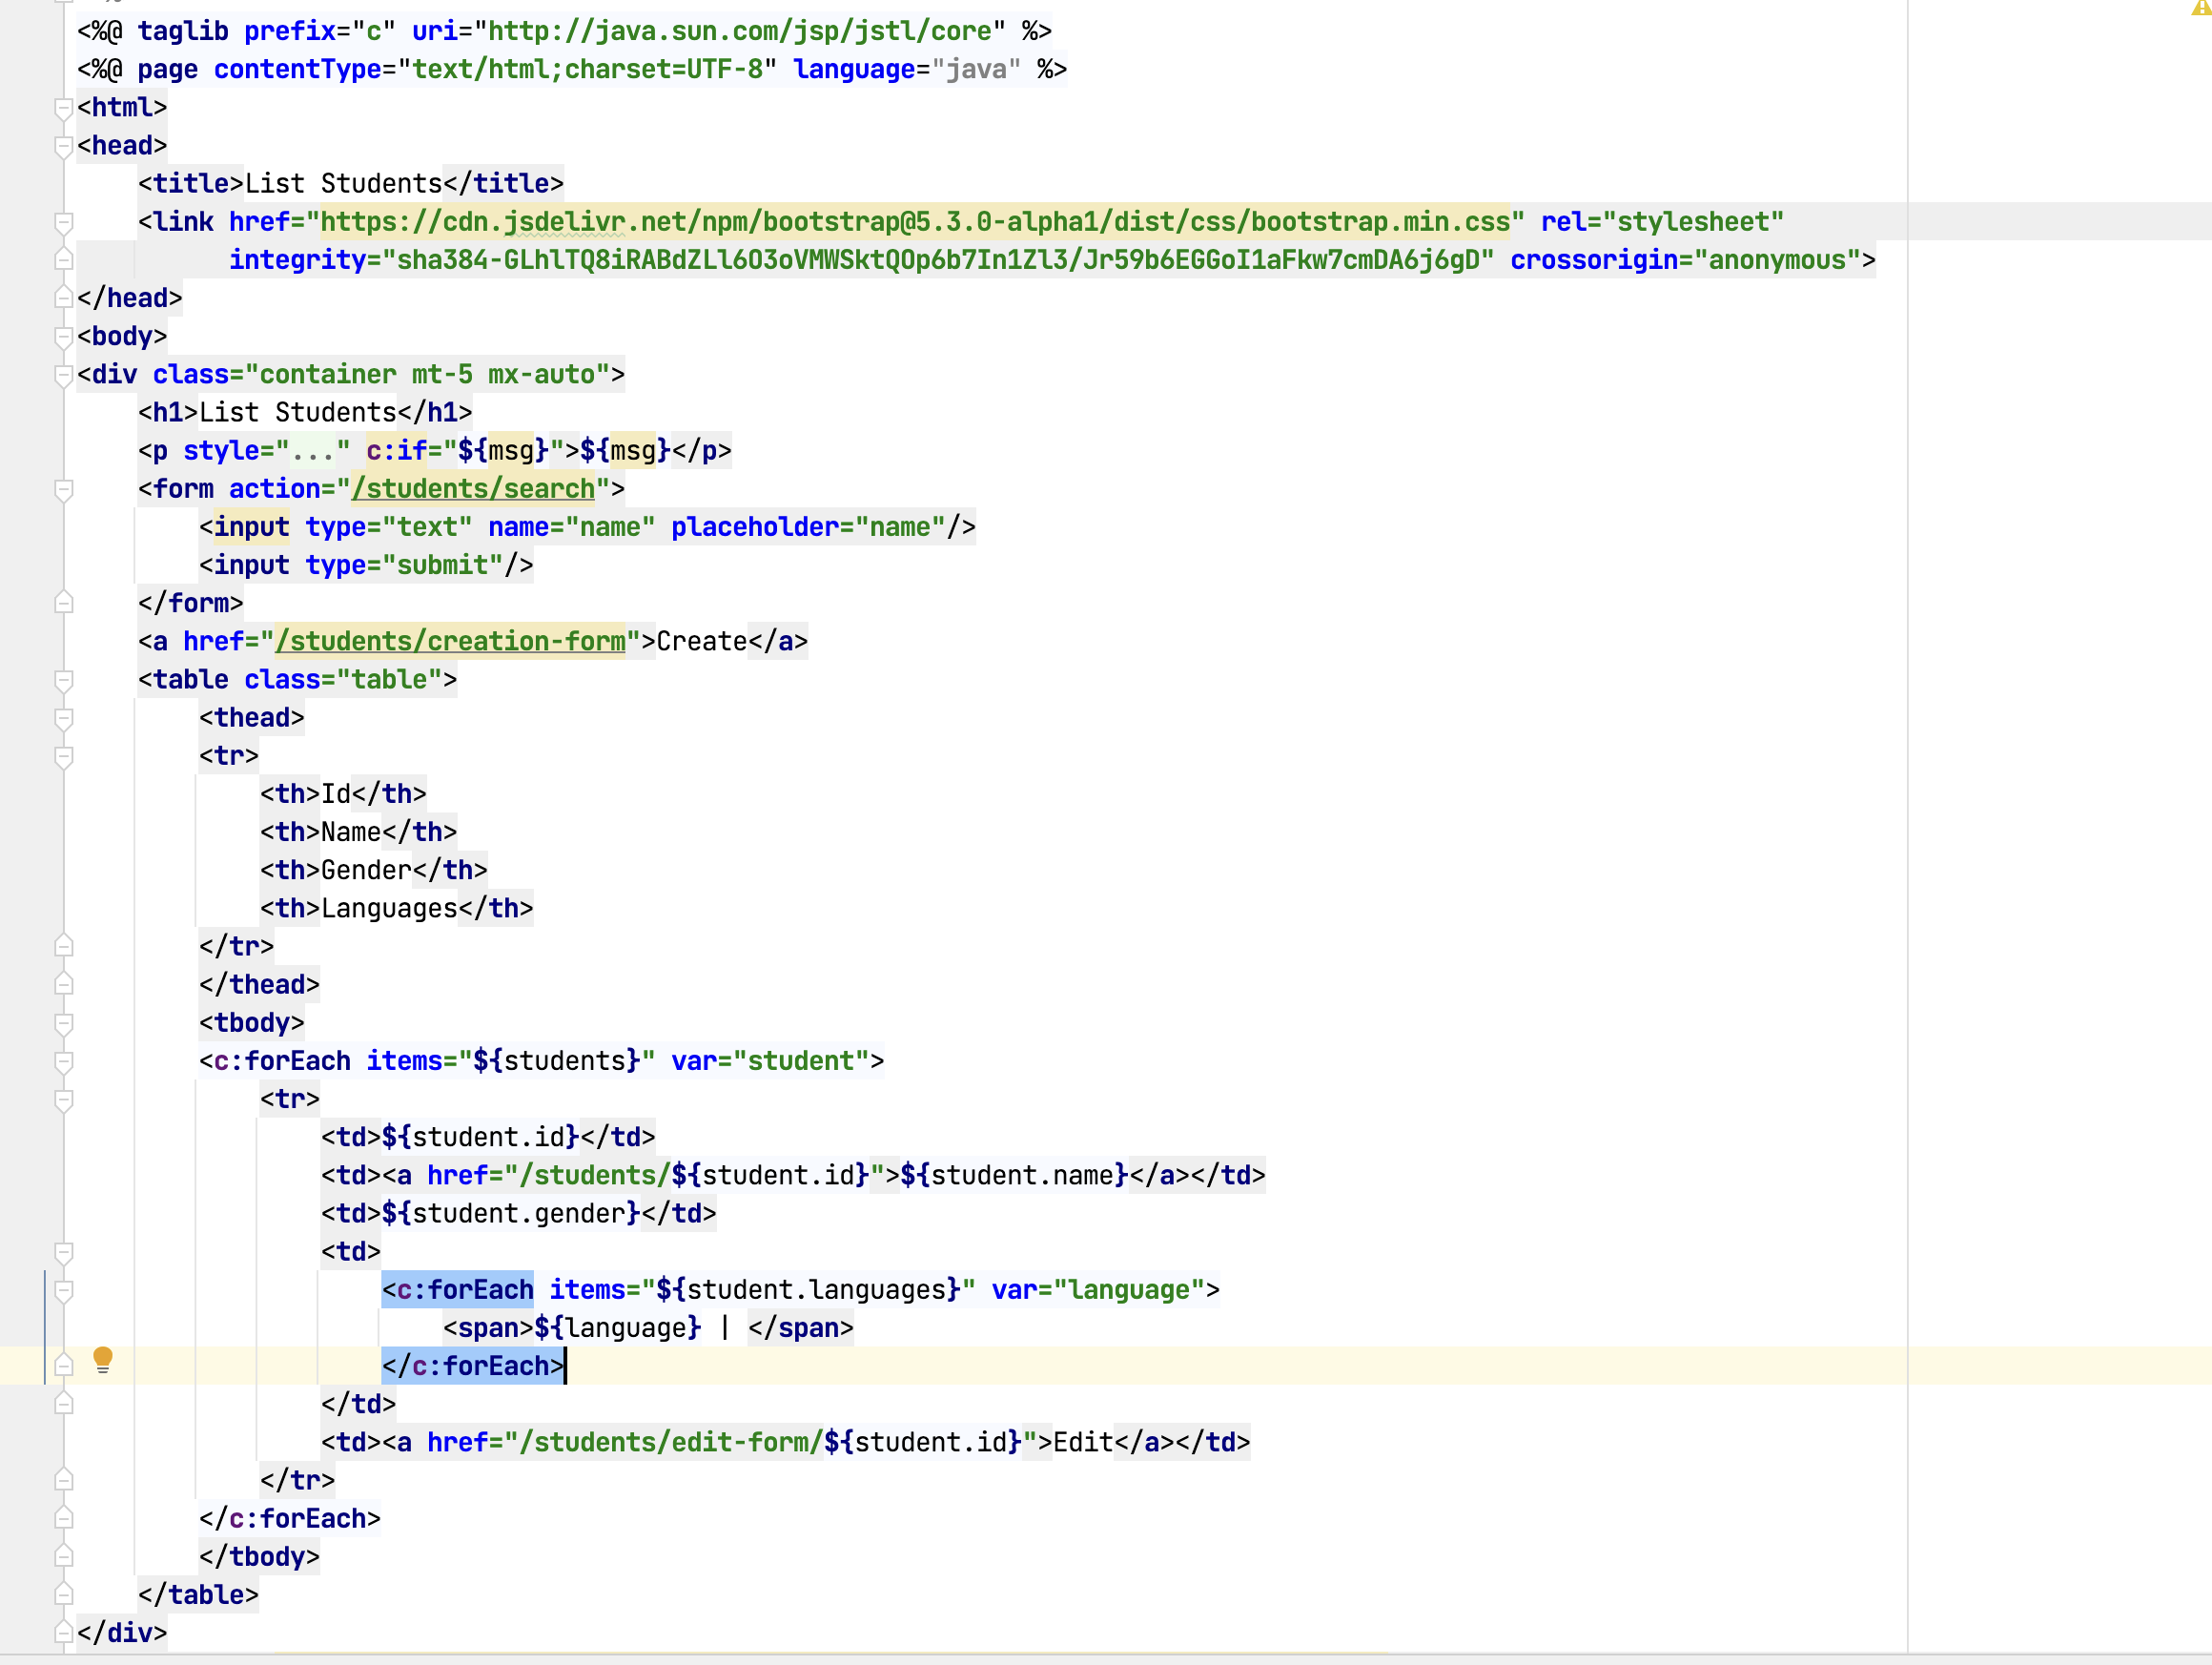 <%@ taglib prefix="c" uri="http://java.sun.com/jsp/jstl/core" %>
<%@ page contentType="text/html;charset=UTF-8" language="java" %>
<html>
<head>
    <title>List Students</title>
    <link href="https://cdn.jsdelivr.net/npm/bootstrap@5.3.0-alpha1/dist/css/bootstrap.min.css" rel="stylesheet"
          integrity="sha384-GLhlTQ8iRABdZLl6O3oVMWSktQOp6b7In1Zl3/Jr59b6EGGoI1aFkw7cmDA6j6gD" crossorigin="anonymous">
</head>
<body>
<div class="container mt-5 mx-auto">
    <h1>List Students</h1>
    <p style="..." c:if="${msg}">${msg}</p>
    <form action="/students/search">
        <input type="text" name="name" placeholder="name"/>
        <input type="submit"/>
    </form>
    <a href="/students/creation-form">Create</a>
    <table class="table">
        <thead>
        <tr>
            <th>Id</th>
            <th>Name</th>
            <th>Gender</th>
            <th>Languages</th>
        </tr>
        </thead>
        <tbody>
        <c:forEach items="${students}" var="student">
            <tr>
                <td>${student.id}</td>
                <td><a href="/students/${student.id}">${student.name}</a></td>
                <td>${student.gender}</td>
                <td>
                    <c:forEach items="${student.languages}" var="language">
                        <span>${language} | </span>
                    </c:forEach>
                </td>
                <td><a href="/students/edit-form/${student.id}">Edit</a></td>
            </tr>
        </c:forEach>
        </tbody>
    </table>
</div>